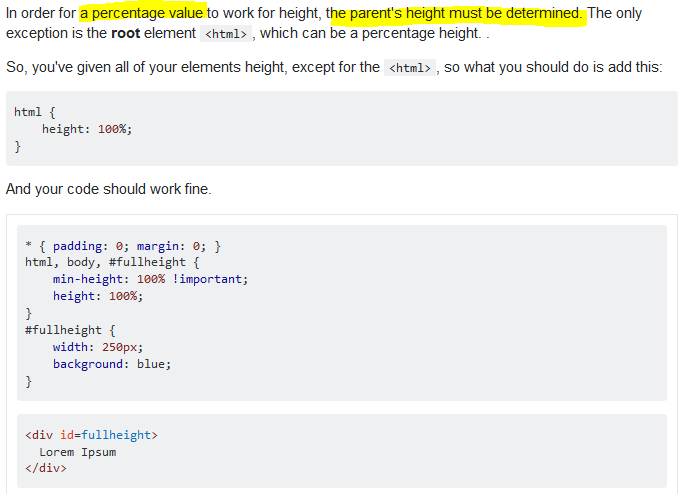 In order for a percentage value to work for height, the parent's height must be determined. The only
exception is the root element <html> , which can be a percentage height. .
So, you've given all of your elements height, except for the <html> , so what you should do is add this:
html {
    height: 100%;
}
And your code should work fine.
* { padding: 0; margin: 0; }
html, body, #fullheight {
    min-height: 100% !important;
    height: 100%;
}
#fullheight {
    width: 250px;
    background: blue;
}
<div id=fullheight>
  Lorem Ipsum
</div>